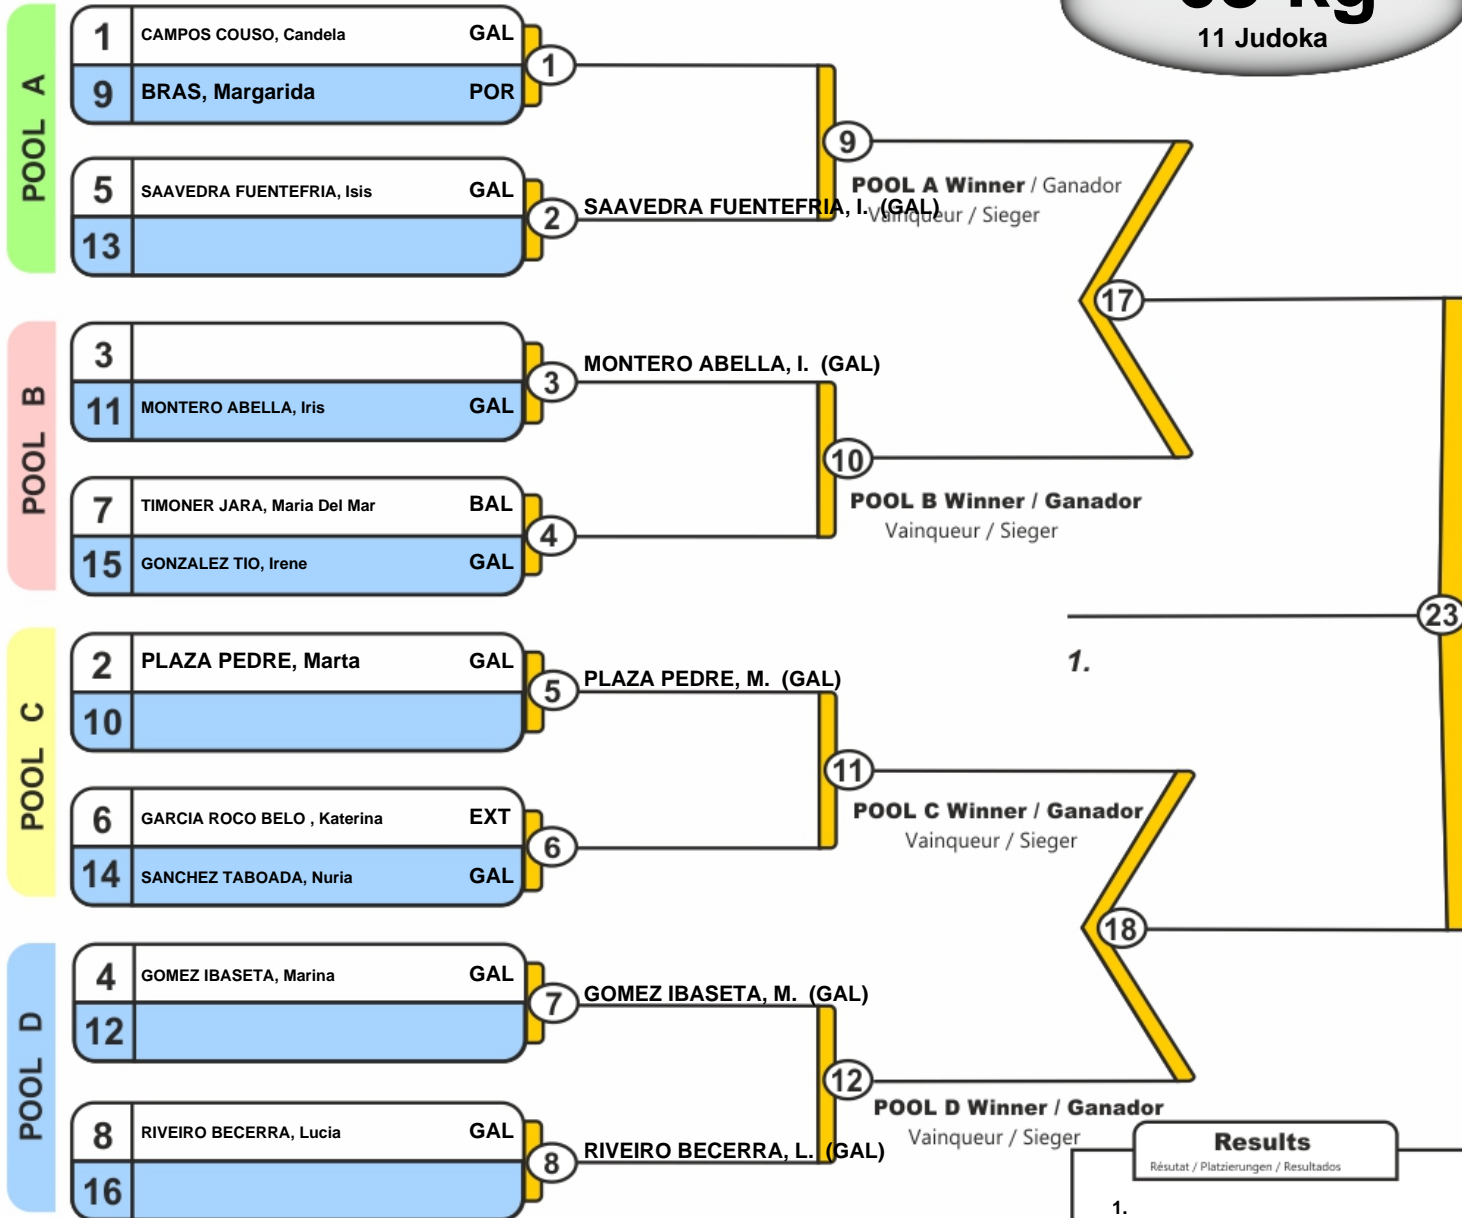 11 Judoka
POOL A
1 CAMPOS COUSO, Candela GAL
9 BRAS, Margarida POR
1
5 SAAVEDRA FUENTEFRIA, Isis GAL
13
2
SAAVEDRA FUENTEFRIA, I. (GAL)
9
POOL A Winner / Ganador
Vainqueur / Sieger
POOL B
3
11 MONTERO ABELLA, Iris GAL
3
MONTERO ABELLA, I. (GAL)
7 TIMONER JARA, Maria Del Mar BAL
15 GONZALEZ TIO, Irene GAL
4
10
POOL B Winner / Ganador
Vainqueur / Sieger
17
23
1.
POOL C
2 PLAZA PEDRE, Marta GAL
10
5
PLAZA PEDRE, M. (GAL)
6 GARCIA ROCO BELO , Katerina EXT
14 SANCHEZ TABOADA, Nuria GAL
6
11
POOL C Winner / Ganador
Vainqueur / Sieger
18
POOL D
4 GOMEZ IBASETA, Marina GAL
12
7
GOMEZ IBASETA, M. (GAL)
8 RIVEIRO BECERRA, Lucia GAL
16
8
RIVEIRO BECERRA, L. (GAL)
12
POOL D Winner / Ganador
Vainqueur / Sieger
Results
Résutat / Platzierungen / Resultados
1.